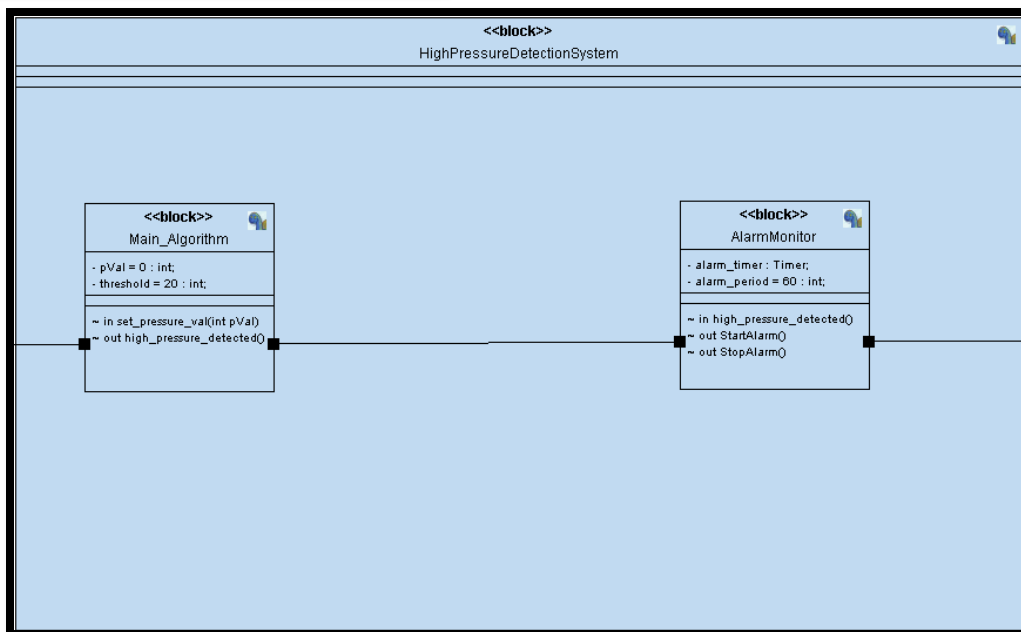 <<block>>
HighPressureDetectionSystem
<<block>>
Main_Algorithm
- pVal = 0 : int;
- threshold = 20 : int;
~ in set_pressure_val(int pVal)
~ out high_pressure_detected()
<<block>>
AlarmMonitor
- alarm_timer : Timer;
- alarm_period = 60 : int;
~ in high_pressure_detected()
~ out StartAlarm()
~ out StopAlarm()